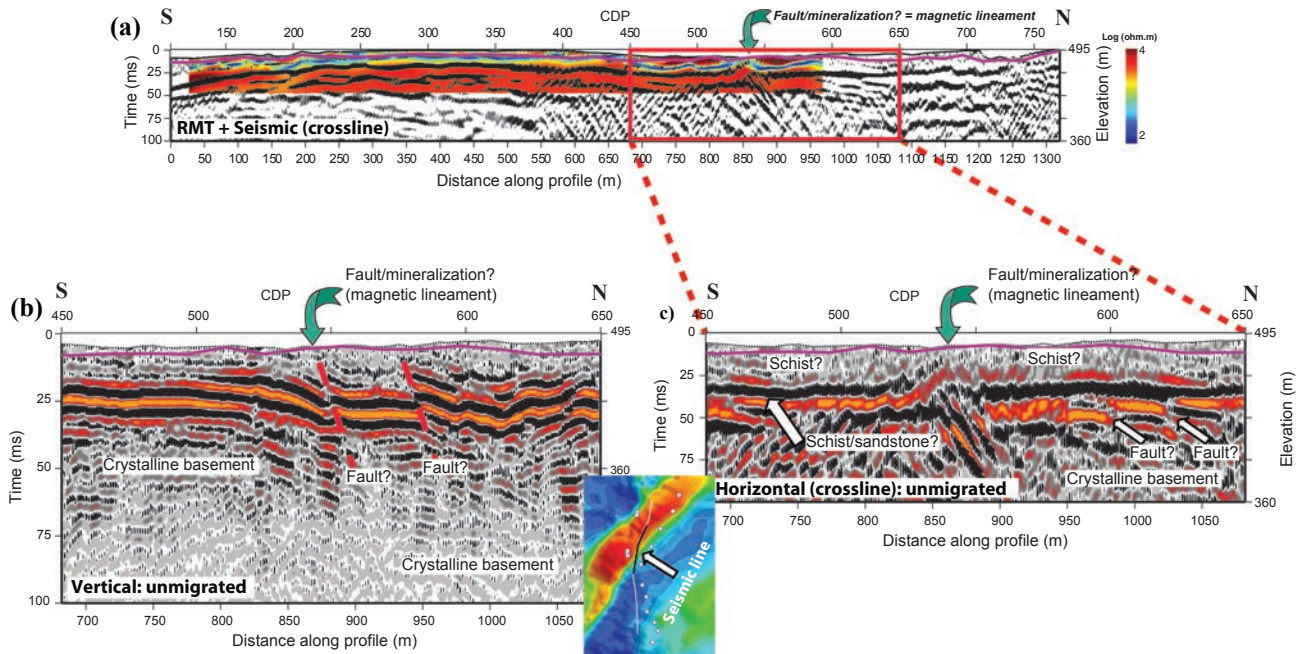 S
CDP
Fault/mineralization? = magnetic lineament
N
(a)
150 200 250 300 350 400 450 500 550 600 650 700 750
Log (ohm.m)
0
25
50
75
100
Time (ms)
495
360
Elevation (m)
4
2
RMT + Seismic (crossline)
0 50 100 150 200 250 300 350 400 450 500 550 600 650 700 750 800 850 900 950 1000 1100 1150 1200 1250 1300
Distance along profile (m)
(b)
S
CDP
Fault/mineralization?
(magnetic lineament)
N
450 500 600 650
0
25
50
75
100
Time (ms)
495
360
Crystalline basement
Fault?
Fault?
Crystalline basement
Vertical: unmigrated
700 750 800 850 900 950 1000 1050
Distance along profile (m)
c)
S
CDP
Fault/mineralization?
(magnetic lineament)
N
450 500 600 650
0
25
50
75
Time (ms)
495
360
Elevation (m)
Schist?
Schist?
Schist/sandstone?
Fault?
Fault?
Crystalline basement
Horizontal (crossline): unmigrated
700 750 800 850 900 950 1000 1050
Distance along profile (m)
Seismic line